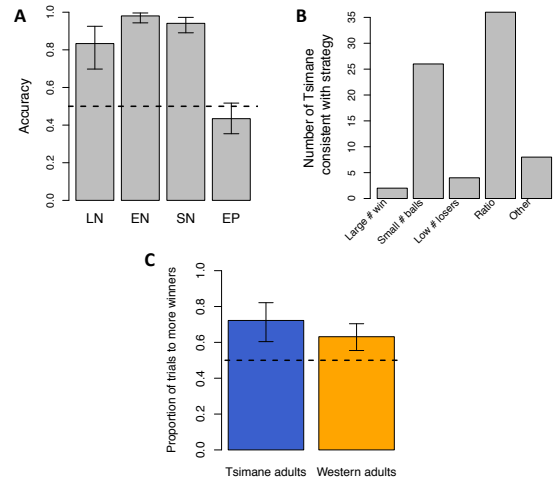 A
Accuracy
0.0 0.2 0.4 0.6 0.8 1.0
LN EN SN EP
B
Number of Tsimane
consistent with strategy
0 5 10 15 20 25 30 35
Large # win
Small # balls
Low # losers
Ratio
Other
C
Proportion of trials to more winners
0.0 0.2 0.4 0.6 0.8 1.0
Tsimane adults Western adults